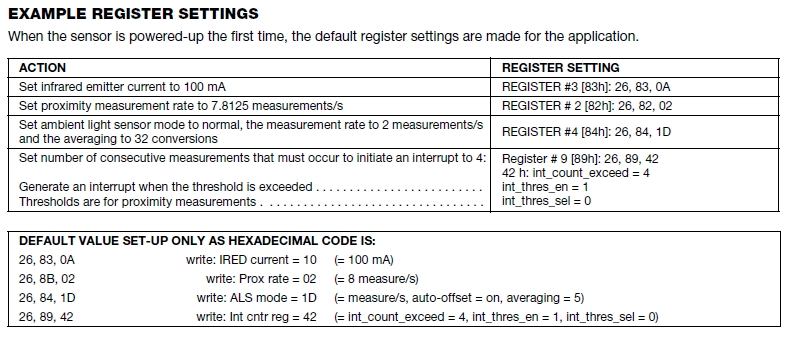 EXAMPLE REGISTER SETTINGS
When the sensor is powered-up the first time, the default register settings are made for the application.
ACTION REGISTER SETTING
Set infrared emitter current to 100 mA REGISTER #3 [83h]: 26, 83, 0A
Set proximity measurement rate to 7.8125 measurements/s REGISTER # 2 [82h]: 26, 82, 02
Set ambient light sensor mode to normal, the measurement rate to 2 measurements/s
and the averaging to 32 conversions REGISTER #4 [84h]: 26, 84, 1D
Set number of consecutive measurements that must occur to initiate an interrupt to 4: Register # 9 [89h]: 26, 89, 42
42 h: int_count_exceed = 4
Generate an interrupt when the threshold is exceeded . . . . . . . . . . . . . . . . . . . . . . . . . int_thres_en = 1
Thresholds are for proximity measurements . . . . . . . . . . . . . . . . . . . . . . . . . . . . . . . . int_thres_sel = 0
DEFAULT VALUE SET-UP ONLY AS HEXADECIMAL CODE IS:
26, 83, 0A write: IRED current = 10 (= 100 mA)
26, 8B, 02 write: Prox rate = 02 (= 8 measure/s)
26, 84, 1D write: ALS mode = 1D (= measure/s, auto-offset = on, averaging = 5)
26, 89, 42 write: Int cntr reg = 42 (= int_count_exceed = 4, int_thres_en = 1, int_thres_sel = 0)